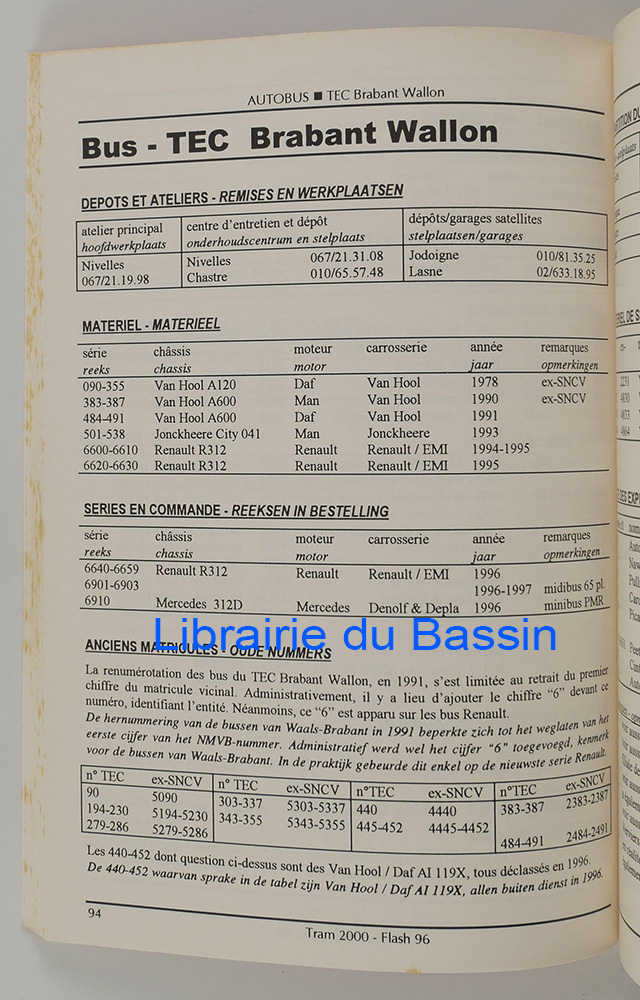 AUTOBUS ■ TEC Brabant Wallon
Bus - TEC Brabant Wallon
DEPOTS ET ATELIERS - REMISES EN WERKPLAATSEN
atelier principal centre d'entretien et dépôt dépôts/garages satellites
hoofdwerkplaats onderhoudscentrum en stelplaats stelplaatsen/garages
Nivelles Nivelles 067/21.31.08 Jodoigne 010/81.35.25
067/21.19.98 Chastre 010/65.57.48 Lasne 02/633.18.95
MATERIEL - MATERIEEL
série châssis moteur carrosserie année remarques
reeks chassis motor jaar opmerkingen
090-355 Van Hool A120 Daf Van Hool 1978 ex-SNCV
383-387 Van Hool A600 Man Van Hool 1990 ex-SNCV
484-491 Van Hool A600 Daf Van Hool 1991
501-538 Jonckheere City 041 Man Jonckheere 1993
6600-6610 Renault R312 Renault Renault / EMI 1994-1995
6620-6630 Renault R312 Renault Renault / EMI 1995
SERIES EN COMMANDE - REEKSEN IN BESTELLING
série châssis moteur carrosserie année remarques
reeks chassis motor jaar opmerkingen
6640-6659 Renault R312 Renault Renault / EMI 1996
6901-6903 1996-1997 midibus 65 pl.
6910 Mercedes 312D Mercedes Denolf & Depla 1996 minibus PMR
Librairie du Bassin
ANCIENS MATRICULES - OUDE NUMMERS
La renumérotation des bus du TEC Brabant Wallon, en 1991, s'est limitée au retrait du premier
chiffre du matricule vicinal. Administrativement, il y a lieu d'ajouter le chiffre "6" devant ce
numéro, identifiant l'entité. Néanmoins, ce "6" est apparu sur les bus Renault.
De hernummering van de bussen van Waals-Brabant in 1991 beperkte zich tot het weglaten van het
eerste cijfer van het NMVB-nummer. Administratief werd wel het cijfer "6" toegevoegd, kenmerk
voor de bussen van Waals-Brabant. In de praktijk gebeurde dit enkel op de nieuwste serie Renault.
n° TEC ex-SNCV n° TEC ex-SNCV n°TEC ex-SNCV n°TEC ex-SNCV
90 5090 303-337 5303-5337 440 4440 383-387 2383-2387
194-230 5194-5230 343-355 5343-5355 445-452 4445-4452
279-286 5279-5286 484-491 2484-2491
Les 440-452 dont question ci-dessus sont des Van Hool / Daf AI 119X, tous déclassés en 1996.
De 440-452 waarvan sprake in de tabel zijn Van Hool / Daf AI 119X, allen buiten dienst in 1996.
94
Tram 2000 - Flash 96